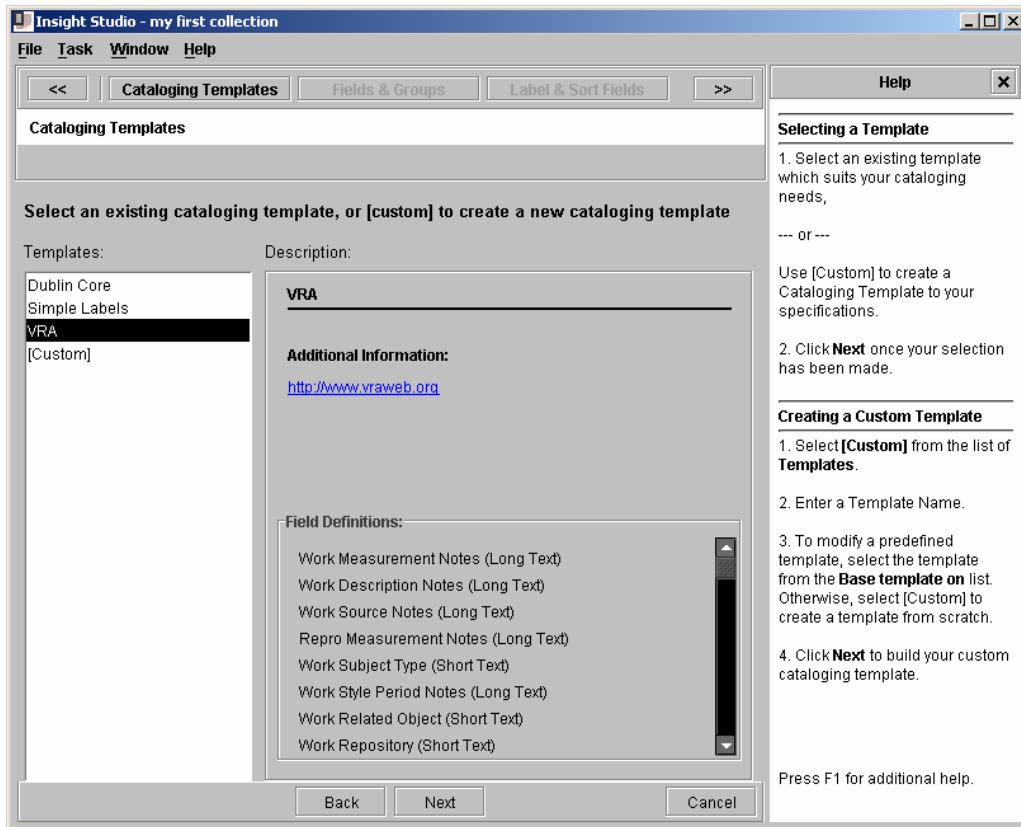 Insight Studio - my first collection
File Task Window Help
<< Cataloging Templates Fields & Groups Label & Sort Fields >>
Cataloging Templates
Select an existing cataloging template, or [custom] to create a new cataloging template
Templates:
Dublin Core
Simple Labels
VRA
[Custom]
Description:
VRA
Additional Information:
http://www.vraweb.org
Field Definitions:
Work Measurement Notes (Long Text)
Work Description Notes (Long Text)
Work Source Notes (Long Text)
Repro Measurement Notes (Long Text)
Work Subject Type (Short Text)
Work Style Period Notes (Long Text)
Work Related Object (Short Text)
Work Repository (Short Text)
Back Next Cancel
Help
Selecting a Template
1. Select an existing template
which suits your cataloging
needs,
--- or ---
Use [Custom] to create a
Cataloging Template to your
specifications.
2. Click Next once your selection
has been made.
Creating a Custom Template
1. Select [Custom] from the list of
Templates.
2. Enter a Template Name.
3. To modify a predefined
template, select the template
from the Base template on list.
Otherwise, select [Custom] to
create a template from scratch.
4. Click Next to build your custom
cataloging template.
Press F1 for additional help.